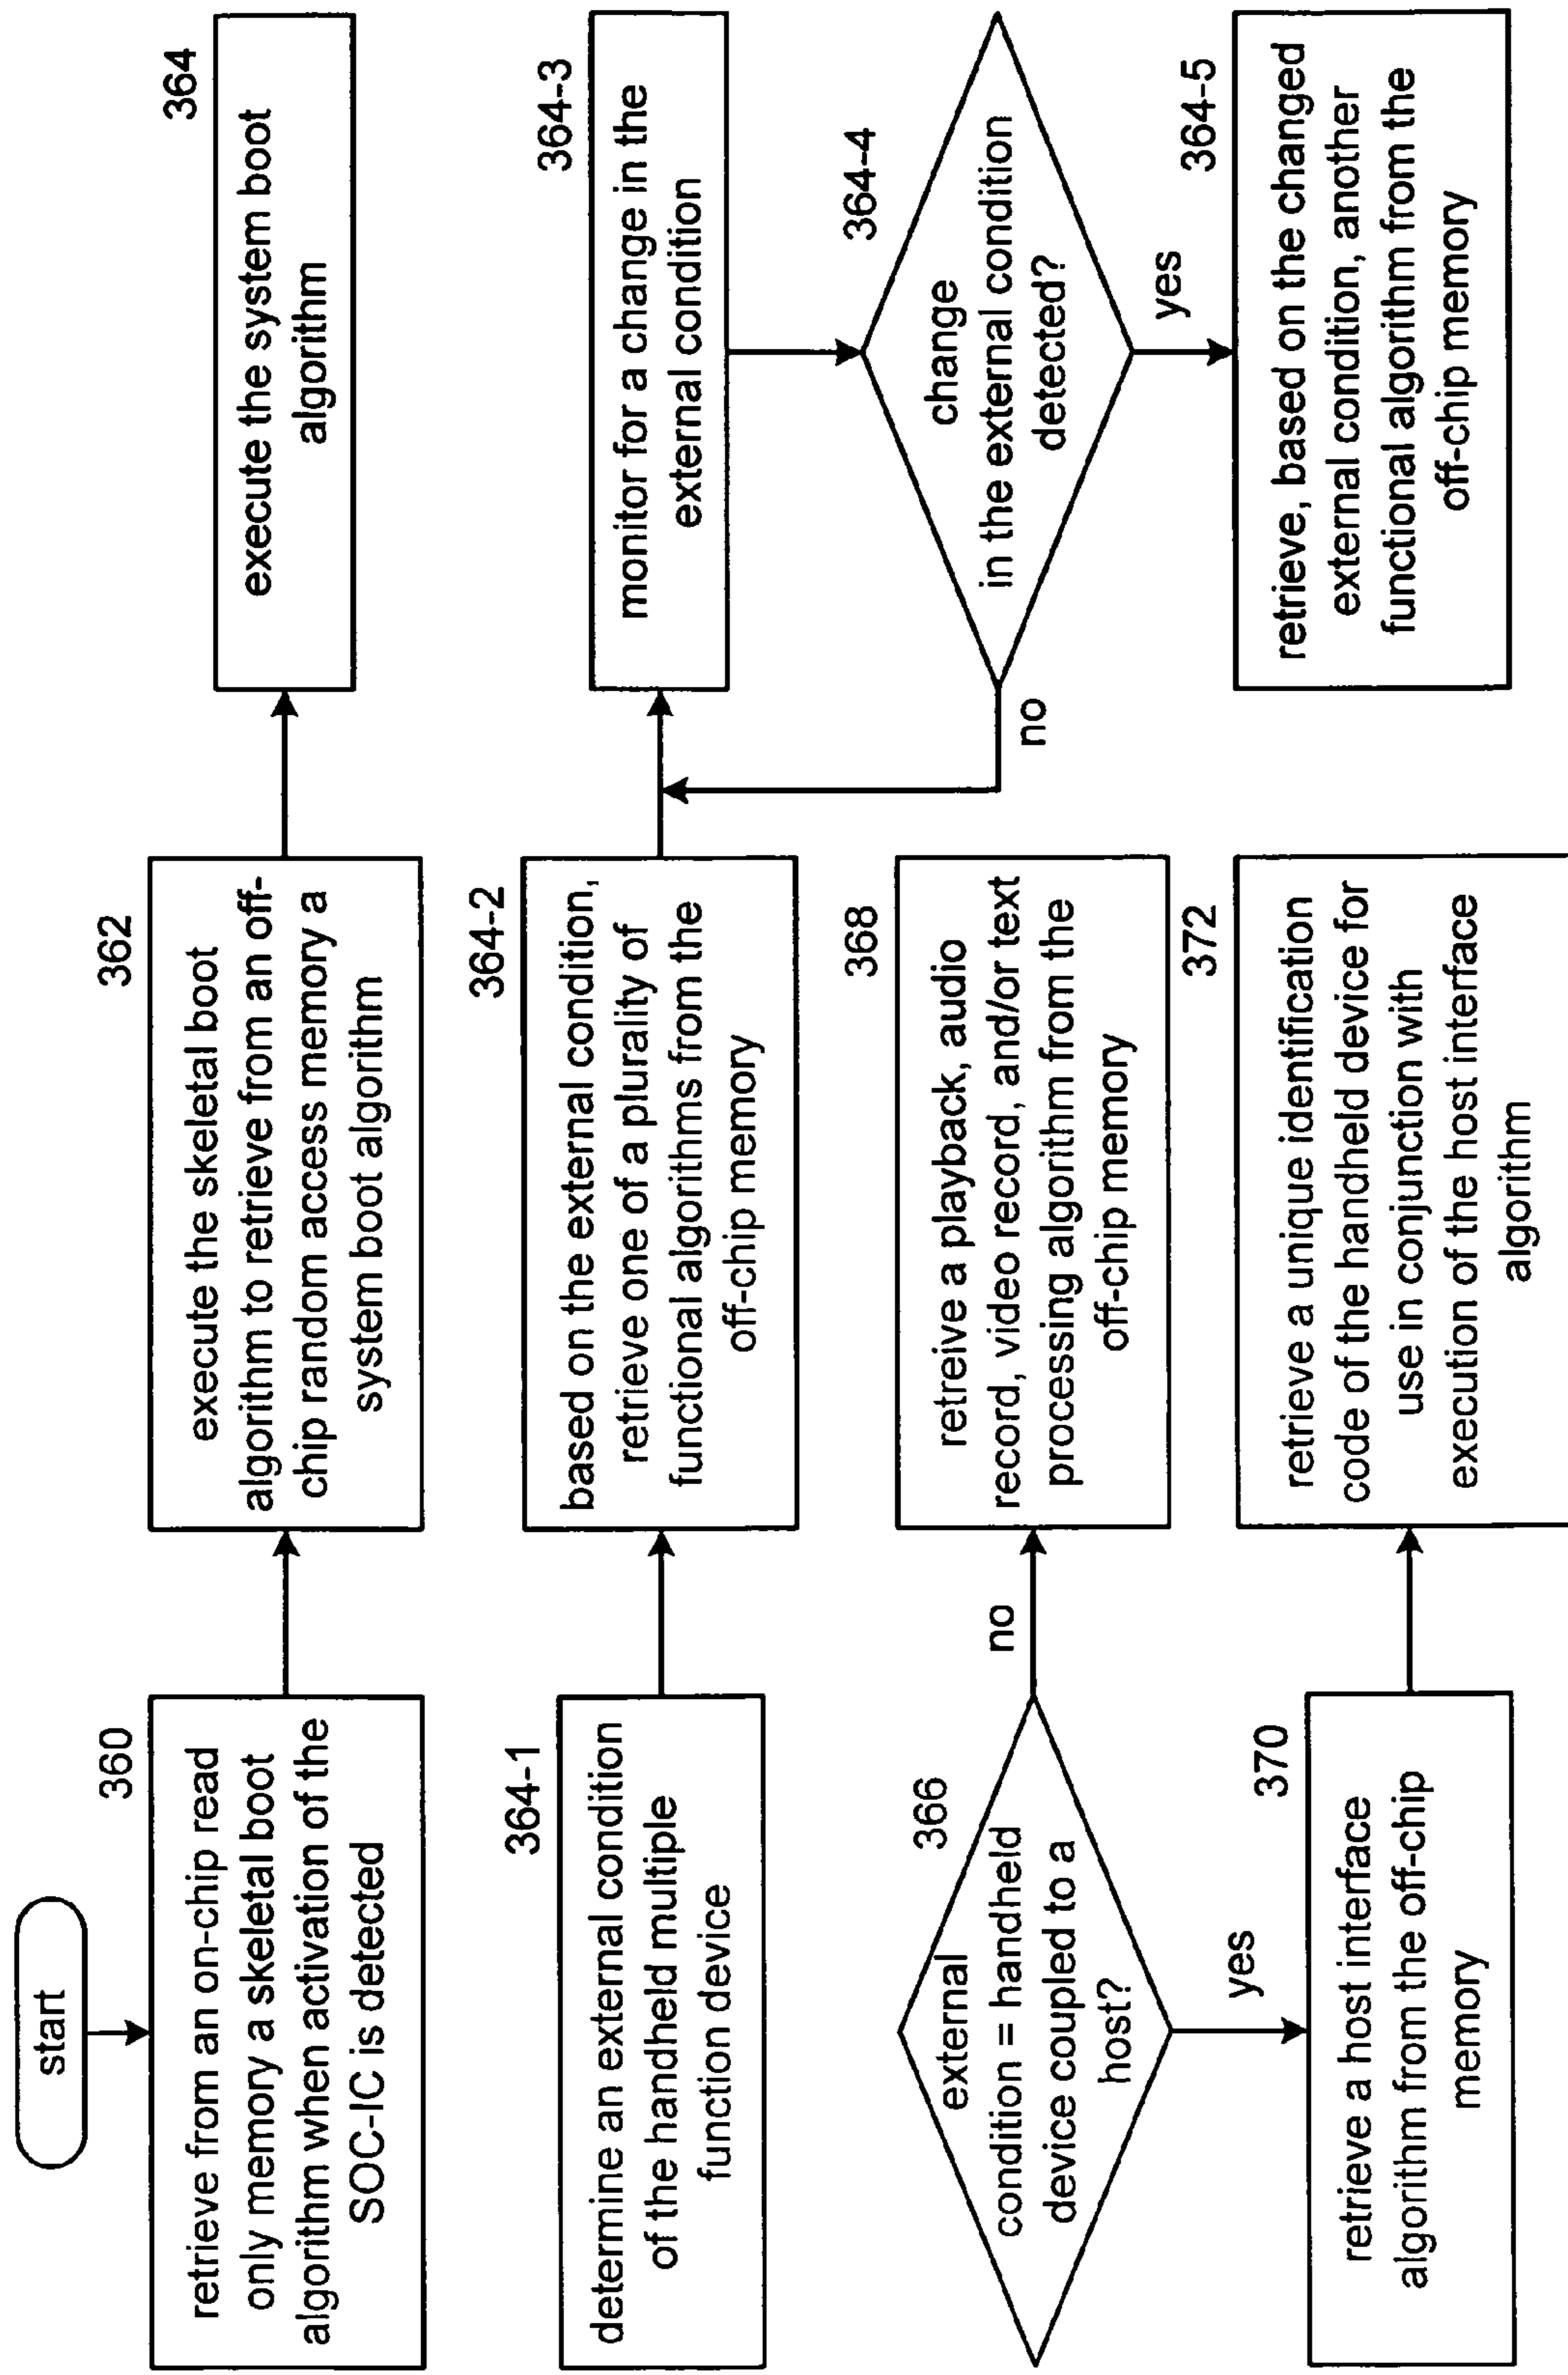 start
360
retrieve from an on-chip read
only memory a skeletal boot
algorithm when activation of the
SOC-IC is detected
362
execute the skeletal boot
algorithm to retrieve from an off-
chip random access memory a
system boot algorithm
364
execute the system boot
algorithm
364-1
determine an external condition
of the handheld multiple
function device
364-2
based on the external condition,
retrieve one of a plurality of
functional algorithms from the
off-chip memory
364-3
monitor for a change in the
external condition
364-4
change
in the external condition
detected?
no
yes
364-5
retrieve, based on the changed
external condition, another
functional algorithm from the
off-chip memory
366
external
condition = handheld
device coupled to a
host?
no
yes
368
retreive a playback, audio
record, video record, and/or text
processing algorithm from the
off-chip memory
370
retrieve a host interface
algorithm from the off-chip
memory
372
retrieve a unique identification
code of the handheld device for
use in conjunction with
execution of the host interface
algorithm